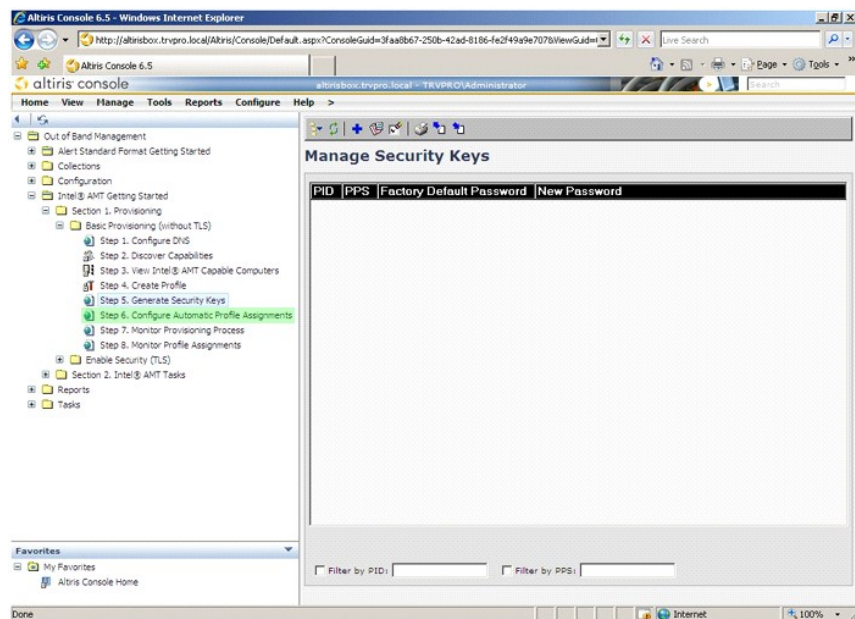 Altiris Console 6.5 - Windows Internet Explorer
http://altirisbox.trvpro.local/Altiris/Console/Default.aspx?ConsoleGuid=3faa8b67-250b-42ad-8186-fe2f49a9e707&ViewGuid=
Live Search
Altiris Console 6.5
Page
Tools
altiris console
altirisbox.trvpro.local - TRVPRO\Administrator
Search
Home View Manage Tools Reports Configure Help >
Out of Band Management
Alert Standard Format Getting Started
Collections
Configuration
Intel® AMT Getting Started
Section 1. Provisioning
Basic Provisioning (without TLS)
Step 1. Configure DNS
Step 2. Discover Capabilities
Step 3. View Intel® AMT Capable Computers
Step 4. Create Profile
Step 5. Generate Security Keys
Step 6. Configure Automatic Profile Assignments
Step 7. Monitor Provisioning Process
Step 8. Monitor Profile Assignments
Enable Security (TLS)
Section 2. Intel® AMT Tasks
Reports
Tasks
Manage Security Keys
PID PPS Factory Default Password New Password
Filter by PID: Filter by PPS:
Favorites
My Favorites
Altiris Console Home
Done
Internet
100%